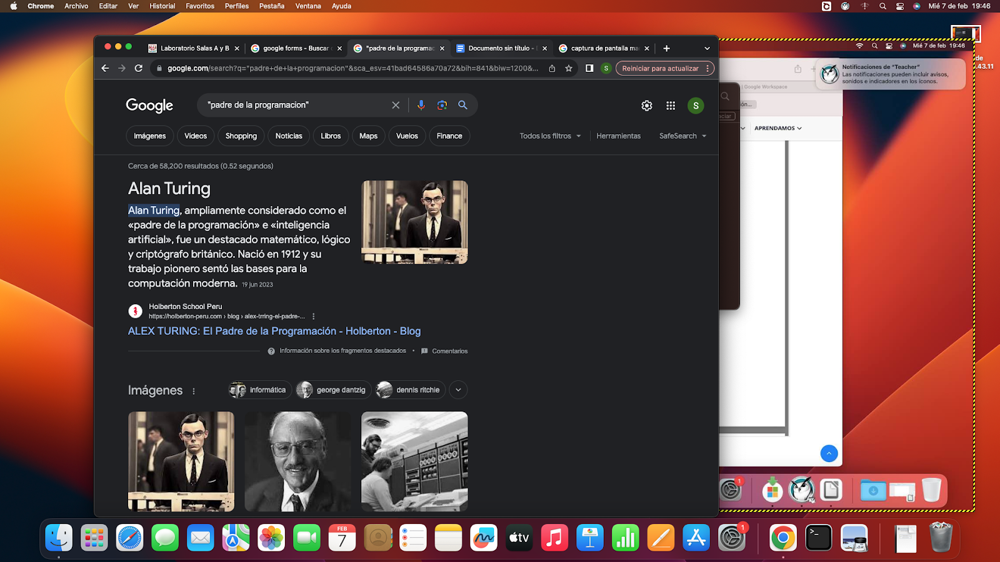 Chrome Archivo Editar Ver Historial Favoritos Perfiles Pestaña Ventana Ayuda
Mié 7 de feb 19:46
Laboratorio Salas A y B
google forms - Buscar
"padre de la programac
Documento sin título -
captura de pantalla ma
google.com/search?q="padre+de+la+programacion"&sca_esv=41bad64586a70a72&bih=841&biw=1200&...
S
Reiniciar para actualizar
Google
"padre de la programacion"
S
Imágenes
Vídeos
Shopping
Noticias
Libros
Maps
Vuelos
Finance
Todos los filtros
Herramientas
SafeSearch
Cerca de 58,200 resultados (0.52 segundos)
Alan Turing
Alan Turing, ampliamente considerado como el
«padre de la programación» e «inteligencia
artificial», fue un destacado matemático, lógico
y criptógrafo británico. Nació en 1912 y su
trabajo pionero sentó las bases para la
computación moderna. 19 jun 2023
Holberton School Peru
https://holberton-peru.com › blog › alex-trring-el-padre-...
ALEX TURING: El Padre de la Programación - Holberton - Blog
Información sobre los fragmentos destacados • Comentarios
Imágenes
informática
george dantzig
dennis ritchie
Mié 7 de feb 19:46
de
.43.11
Notificaciones de "Teacher"
Las notificaciones pueden incluir avisos,
sonidos e indicadores en los íconos.
| Google Workspace
ón...
aciar
APRENDAMOS
1
FEB
7
tv
1